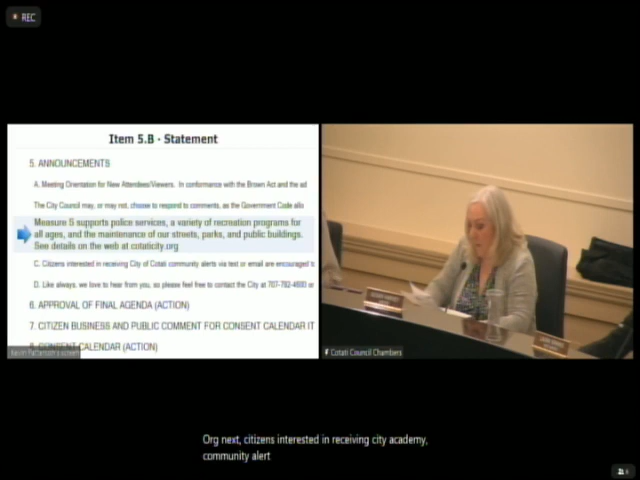 REC
Item 5.B - Statement
5. ANNOUNCEMENTS
A. Meeting Orientation for New Attendees/Viewers. In conformance with the Brown Act and the ad
The City Council may, or may not, choose to respond to comments, as the Government Code allo
Measure S supports police services, a variety of recreation programs for
all ages, and the maintenance of our streets, parks, and public buildings.
See details on the web at cotaticity.org
C. Citizens interested in receiving City of Cotati community alerts via text or email are encouraged to
D. Like always, we love to hear from you, so please feel free to contact the City at 707-792-4600 or
6. APPROVAL OF FINAL AGENDA (ACTION)
7. CITIZEN BUSINESS AND PUBLIC COMMENT FOR CONSENT CALENDAR IT
8. CONSENT CALENDAR (ACTION)
Cotati Council Chambers
Org next, citizens interested in receiving city academy,
community alert